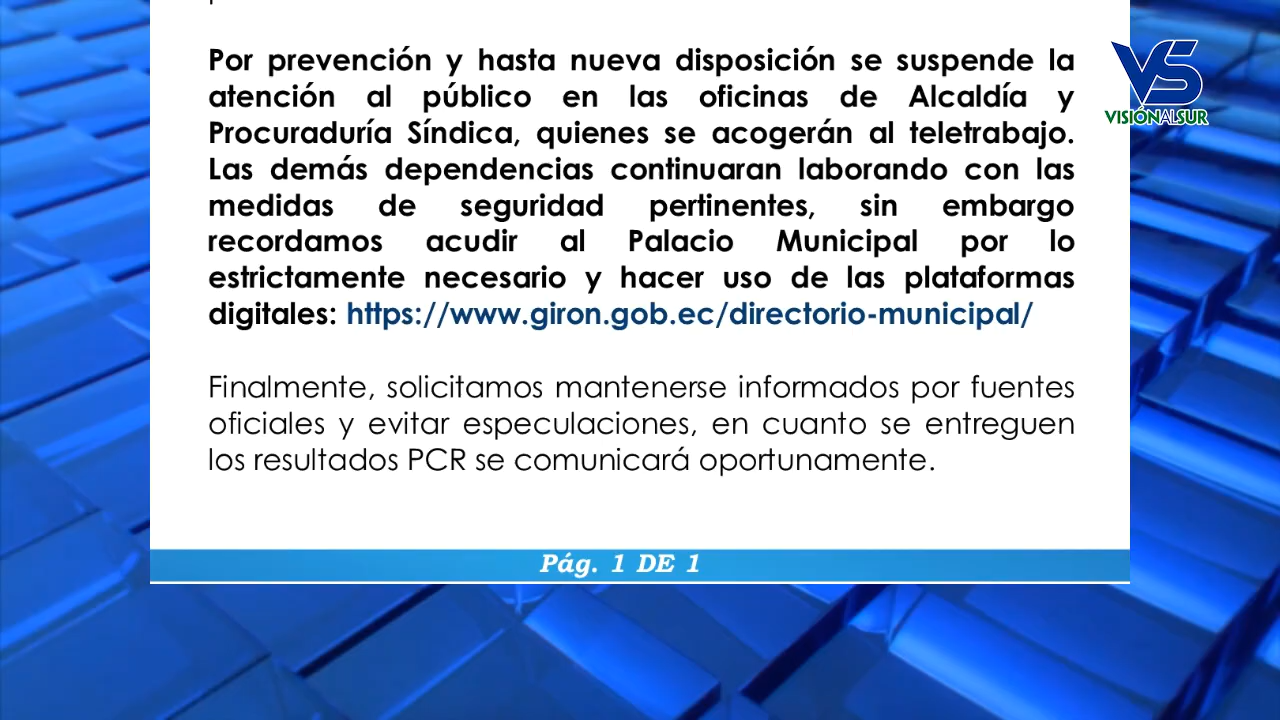 Por prevención y hasta nueva disposición se suspende la
atención al público en las oficinas de Alcaldía y
Procuraduría Síndica, quienes se acogerán al teletrabajo.
Las demás dependencias continuaran laborando con las
medidas de seguridad pertinentes, sin embargo
recordamos acudir al Palacio Municipal por lo
estrictamente necesario y hacer uso de las plataformas
digitales: https://www.giron.gob.ec/directorio-municipal/
Finalmente, solicitamos mantenerse informados por fuentes
oficiales y evitar especulaciones, en cuanto se entreguen
los resultados PCR se comunicará oportunamente.
Pág. 1 DE 1
VS
VISIÓNALSUR